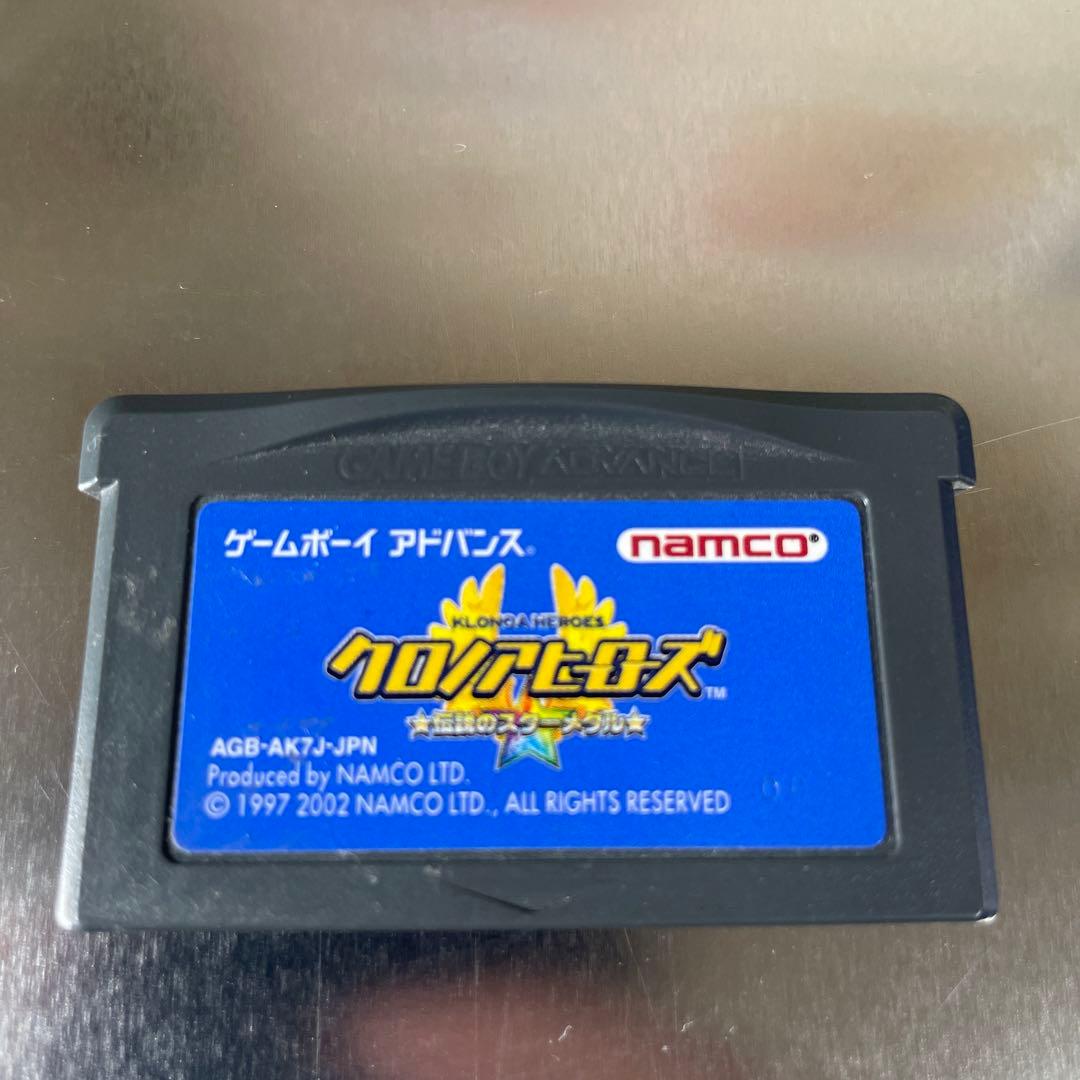 GAME BOY ADVANCE
ゲームボーイ アドバンス®
namco®
KLONOA HEROES
クロノアヒーローズ™
★伝説のスターメダル★
AGB-AK7J-JPN
Produced by NAMCO LTD.
© 1997 2002 NAMCO LTD., ALL RIGHTS RESERVED